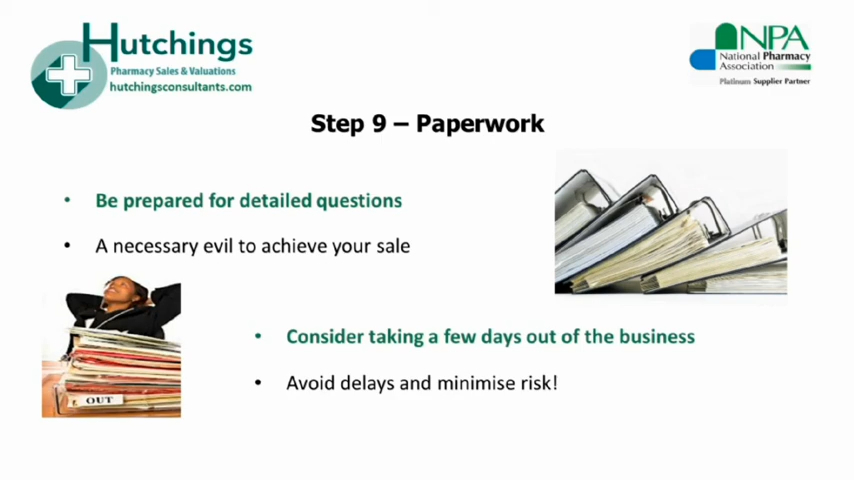 Hutchings
Pharmacy Sales & Valuations
hutchingsconsultants.com
NPA
National Pharmacy
Association
Platinum Supplier Partner
Step 9 – Paperwork
• Be prepared for detailed questions
• A necessary evil to achieve your sale
• Consider taking a few days out of the business
• Avoid delays and minimise risk!
OUT